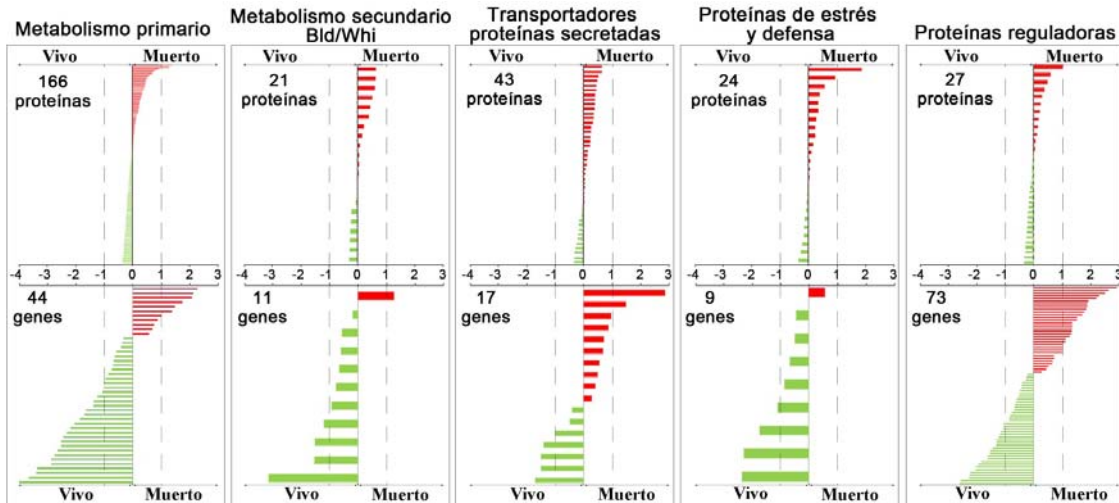 Metabolismo primario
Vivo Muerto
166
proteínas
-4 -3 -2 -1 0 1 2 3
44
genes
Vivo Muerto
Metabolismo secundario
Bld/Whi
Vivo Muerto
21
proteínas
-4 -3 -2 -1 0 1 2 3
11
genes
Vivo Muerto
Transportadores
proteínas secretadas
Vivo Muerto
43
proteínas
-4 -3 -2 -1 0 1 2 3
17
genes
Vivo Muerto
Proteínas de estrés
y defensa
Vivo Muerto
24
proteínas
-4 -3 -2 -1 0 1 2 3
9
genes
Vivo Muerto
Proteínas reguladoras
Vivo Muerto
27
proteínas
-4 -3 -2 -1 0 1 2 3
73
genes
Vivo Muerto